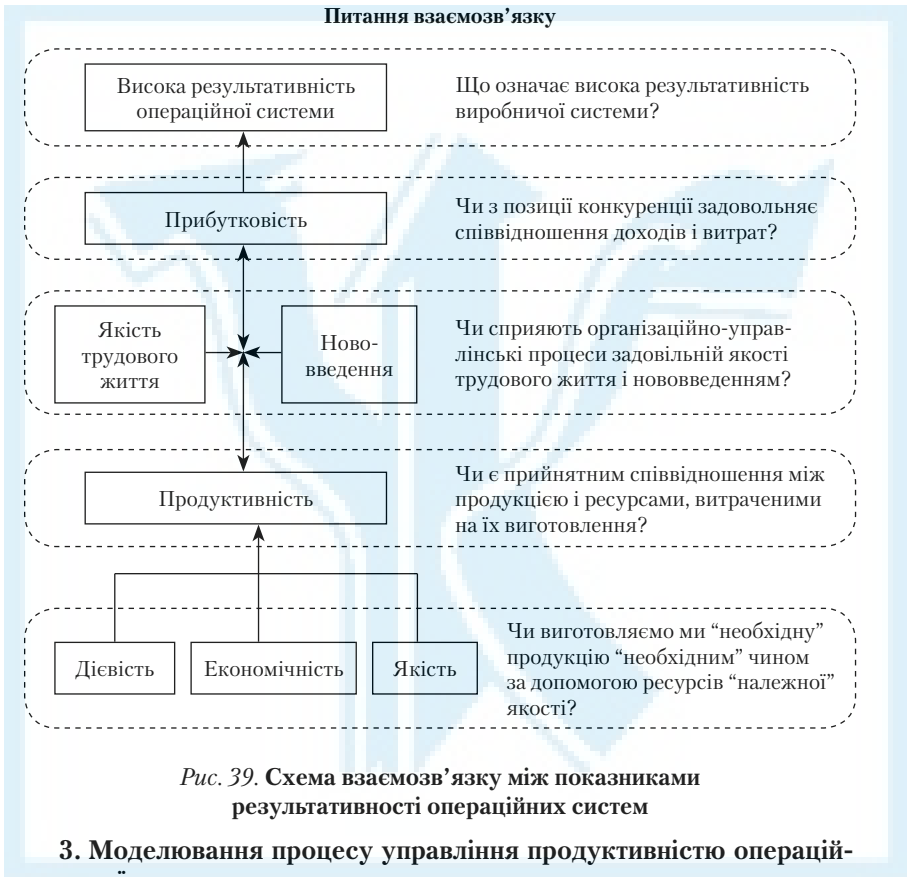 Питання взаємозв’язку
Висока результативність
операційної системи
Що означає висока результативність
виробничої системи?
Прибутковість
Чи з позиції конкуренції задовольняє
співвідношення доходів і витрат?
Якість
трудового
життя
Ново-
введення
Чи сприяють організаційно-управ-
лінські процеси задовільній якості
трудового життя і нововведенням?
Продуктивність
Чи є прийнятним співвідношення між
продукцією і ресурсами, витраченими
на їх виготовлення?
Дієвість
Економічність
Якість
Чи виготовляємо ми “необхідну”
продукцію “необхідним” чином
за допомогою ресурсів “належної”
якості?
Рис. 39. Схема взаємозв’язку між показниками
результативності операційних систем
3. Моделювання процесу управління продуктивністю операцій-